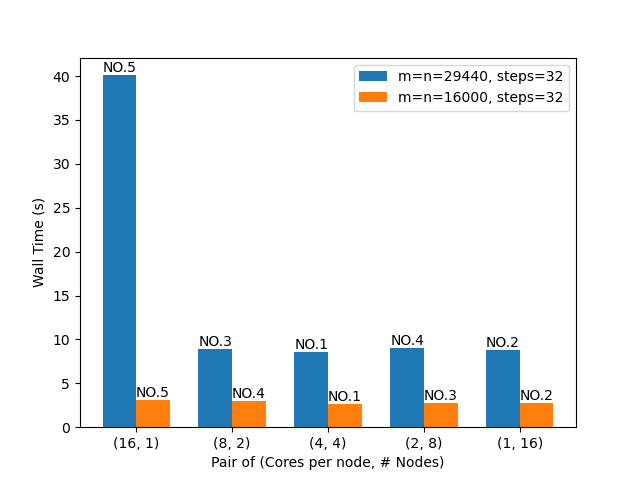 m=n=29440, steps=32
m=n=16000, steps=32
Wall Time (s)
40
35
30
25
20
15
10
5
0
NO.5
NO.5
NO.3
NO.4
NO.1
NO.1
NO.4
NO.3
NO.2
NO.2
(16, 1)
(8, 2)
(4, 4)
(2, 8)
(1, 16)
Pair of (Cores per node, # Nodes)